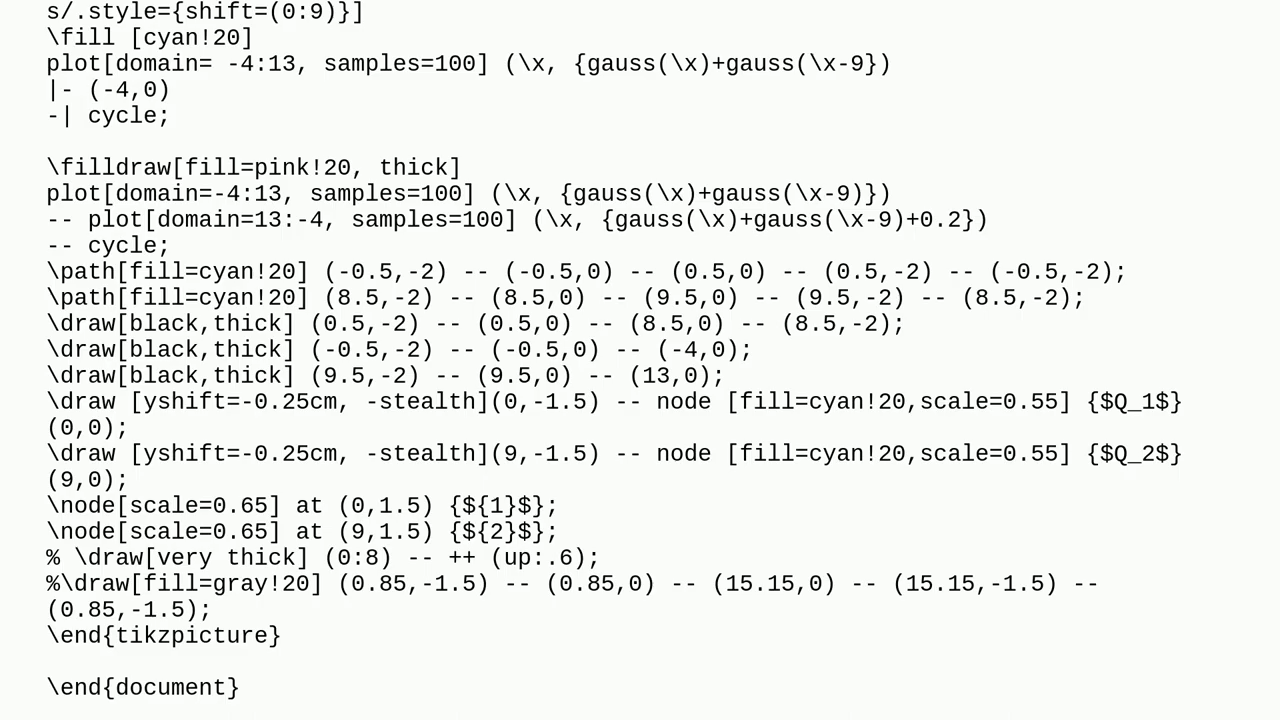 s/.style={shift=(0:9)}]
\fill [cyan!20]
plot[domain= -4:13, samples=100] (\x, {gauss(\x)+gauss(\x-9})
|- (-4,0)
-| cycle;
\filldraw[fill=pink!20, thick]
plot[domain=-4:13, samples=100] (\x, {gauss(\x)+gauss(\x-9)})
-- plot[domain=13:-4, samples=100] (\x, {gauss(\x)+gauss(\x-9)+0.2})
-- cycle;
\path[fill=cyan!20] (-0.5,-2) -- (-0.5,0) -- (0.5,0) -- (0.5,-2) -- (-0.5,-2);
\path[fill=cyan!20] (8.5,-2) -- (8.5,0) -- (9.5,0) -- (9.5,-2) -- (8.5,-2);
\draw[black,thick] (0.5,-2) -- (0.5,0) -- (8.5,0) -- (8.5,-2);
\draw[black,thick] (-0.5,-2) -- (-0.5,0) -- (-4,0);
\draw[black,thick] (9.5,-2) -- (9.5,0) -- (13,0);
\draw [yshift=-0.25cm, -stealth](0,-1.5) -- node [fill=cyan!20,scale=0.55] {$Q_1$}
(0,0);
\draw [yshift=-0.25cm, -stealth](9,-1.5) -- node [fill=cyan!20,scale=0.55] {$Q_2$}
(9,0);
\node[scale=0.65] at (0,1.5) {${1}$};
\node[scale=0.65] at (9,1.5) {${2}$};
% \draw[very thick] (0:8) -- ++ (up:.6);
%\draw[fill=gray!20] (0.85,-1.5) -- (0.85,0) -- (15.15,0) -- (15.15,-1.5) --
(0.85,-1.5);
\end{tikzpicture}
\end{document}